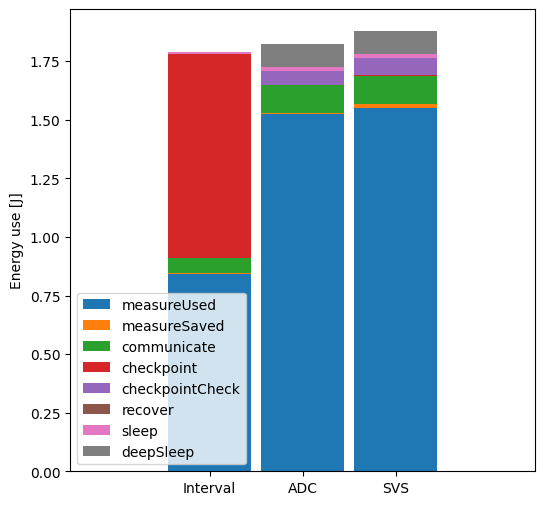 1.75
1.50
1.25
1.00
0.75
0.50
0.25
0.00
Energy use [J]
measureUsed
measureSaved
communicate
checkpoint
checkpointCheck
recover
sleep
deepSleep
Interval
ADC
SVS